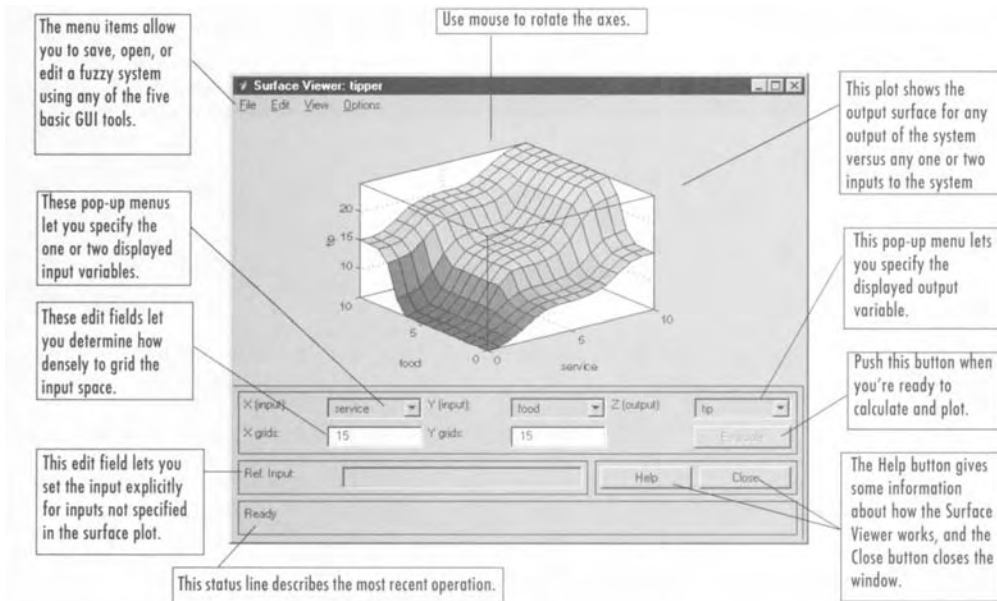 Use mouse to rotate the axes.
The menu items allow
you to save, open, or
edit a fuzzy system
using any of the five
basic GUI tools.
Surface Viewer: tipper
File Edit View Options
This plot shows the
output surface for any
output of the system
versus any one or two
inputs to the system
These pop-up menus
let you specify the
one or two displayed
input variables.
This pop-up menu lets
you specify the
displayed output
variable.
These edit fields let
you determine how
densely to grid the
input space.
20
15
10
tip
10
5
0
food
0
5
10
service
Push this button when
you're ready to
calculate and plot.
X (input): service Y (input): food Z (output): tip
X grids: 15 Y grids: 15 Evaluate
This edit field lets you
set the input explicitly
for inputs not specified
in the surface plot.
Ref. Input: Help Close
Ready
The Help button gives
some information
about how the Surface
Viewer works, and the
Close button closes the
window.
This status line describes the most recent operation.